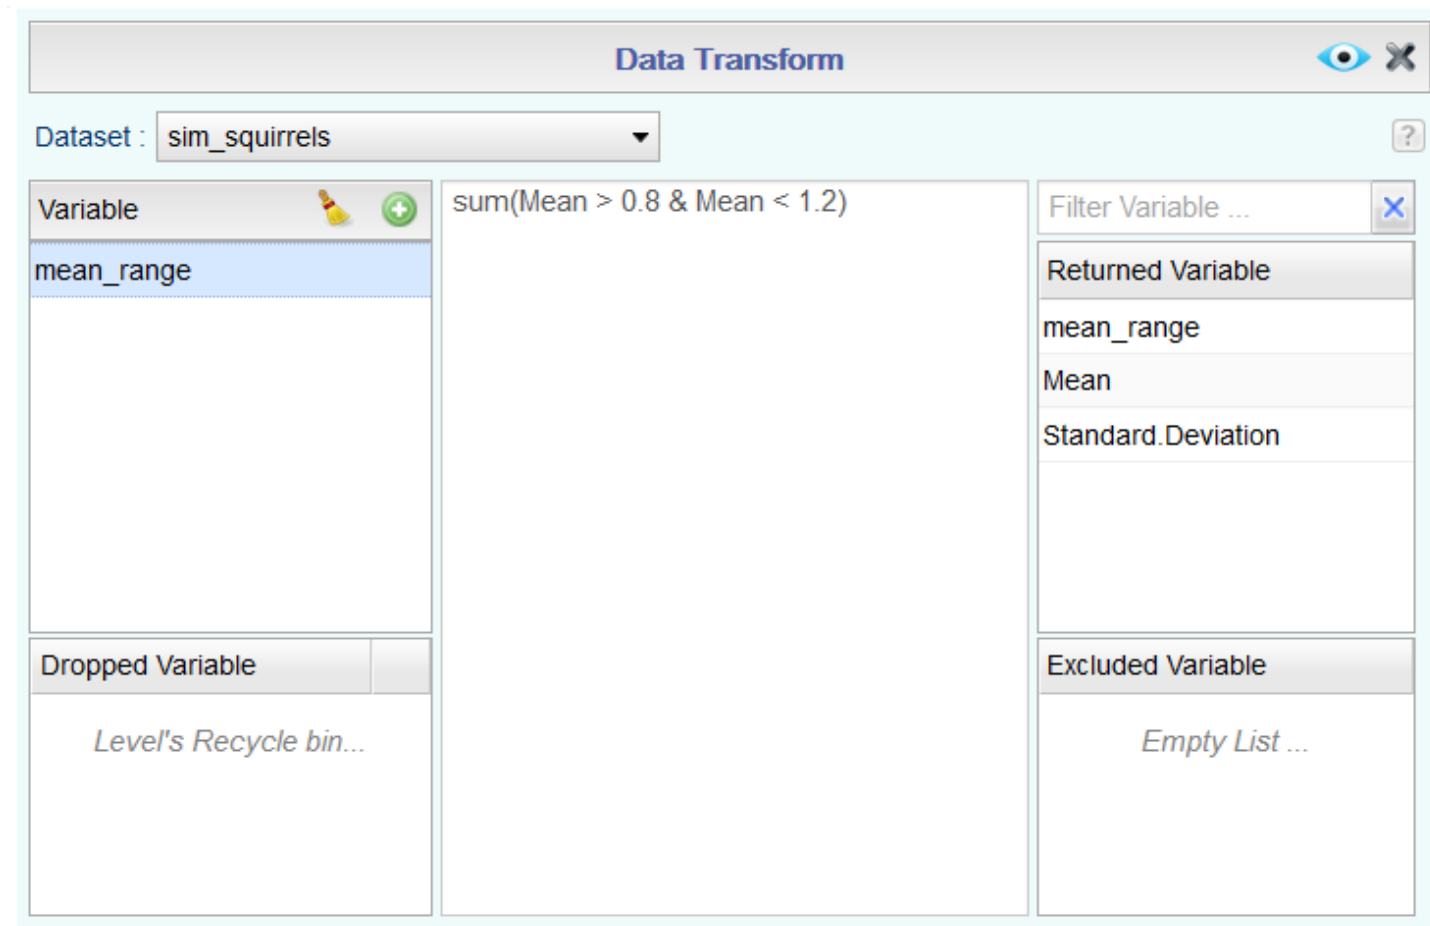 Data Transform
Dataset : sim_squirrels
?
Variable
mean_range
sum(Mean > 0.8 & Mean < 1.2)
Filter Variable ...
Returned Variable
mean_range
Mean
Standard.Deviation
Dropped Variable
Level's Recycle bin...
Excluded Variable
Empty List ...